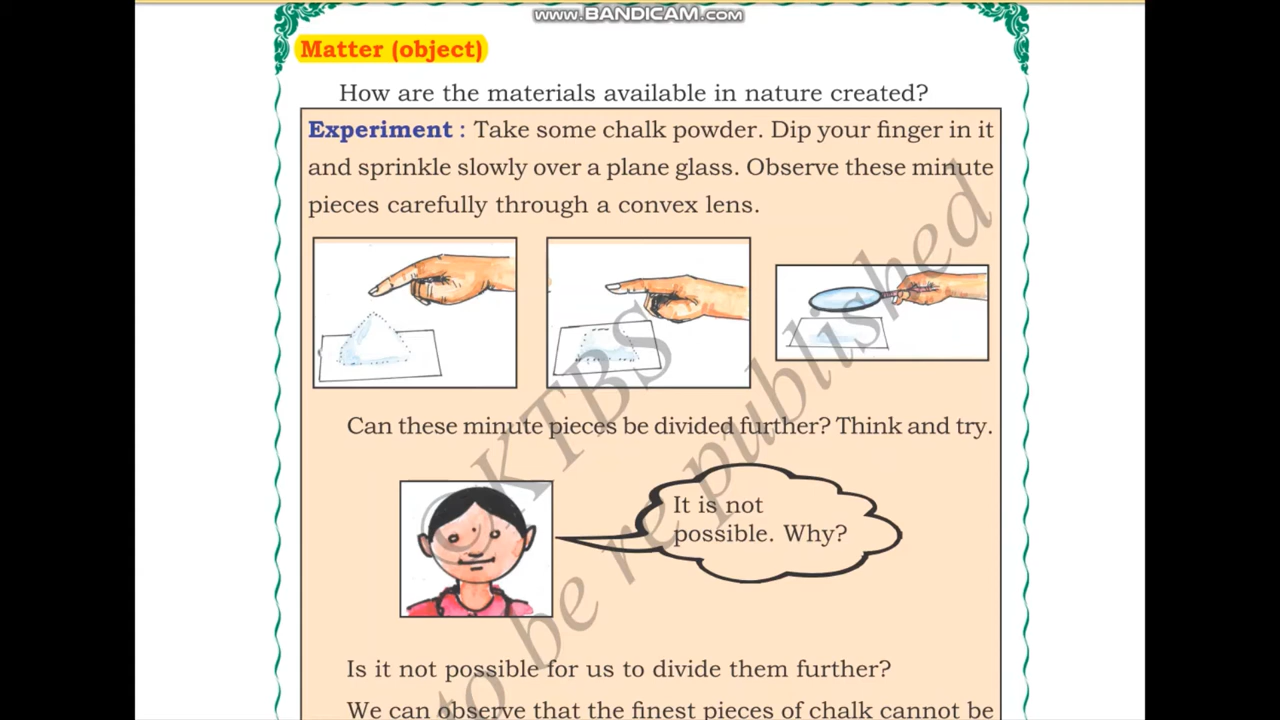 www.BANDICAM.com
Matter (object)
How are the materials available in nature created?
Experiment : Take some chalk powder. Dip your finger in it
and sprinkle slowly over a plane glass. Observe these minute
pieces carefully through a convex lens.
Can these minute pieces be divided further? Think and try.
It is not
possible. Why?
Is it not possible for us to divide them further?
We can observe that the finest pieces of chalk cannot be
©KTBS
to be republished